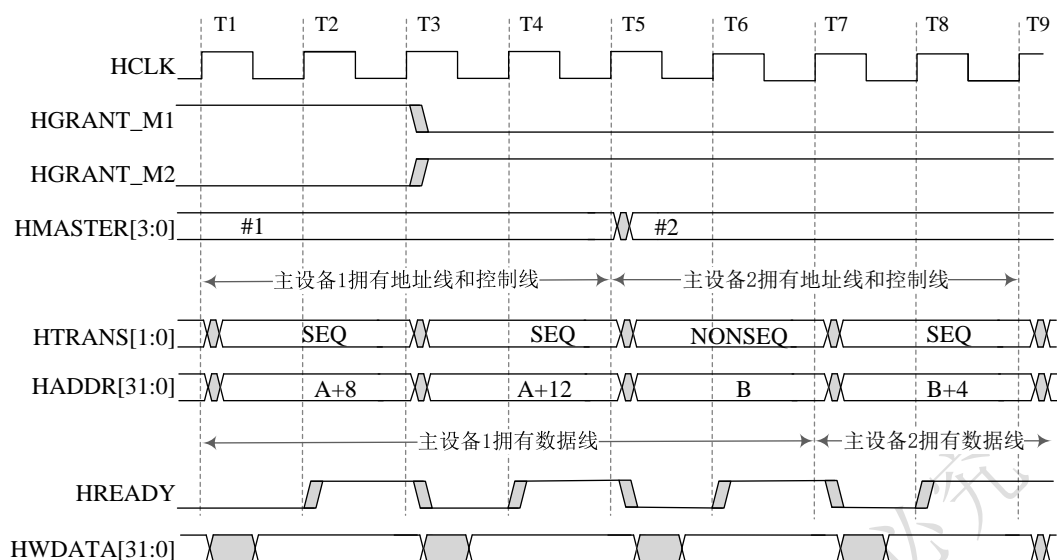 T1 T2 T3 T4 T5 T6 T7 T8 T9
HCLK
HGRANT_M1
HGRANT_M2
HMASTER[3:0] #1 #2
主设备1拥有地址线和控制线 主设备2拥有地址线和控制线
HTRANS[1:0] SEQ SEQ NONSEQ SEQ
HADDR[31:0] A+8 A+12 B B+4
主设备1拥有数据线 主设备2拥有数据线
HREADY
HWDATA[31:0]
必究